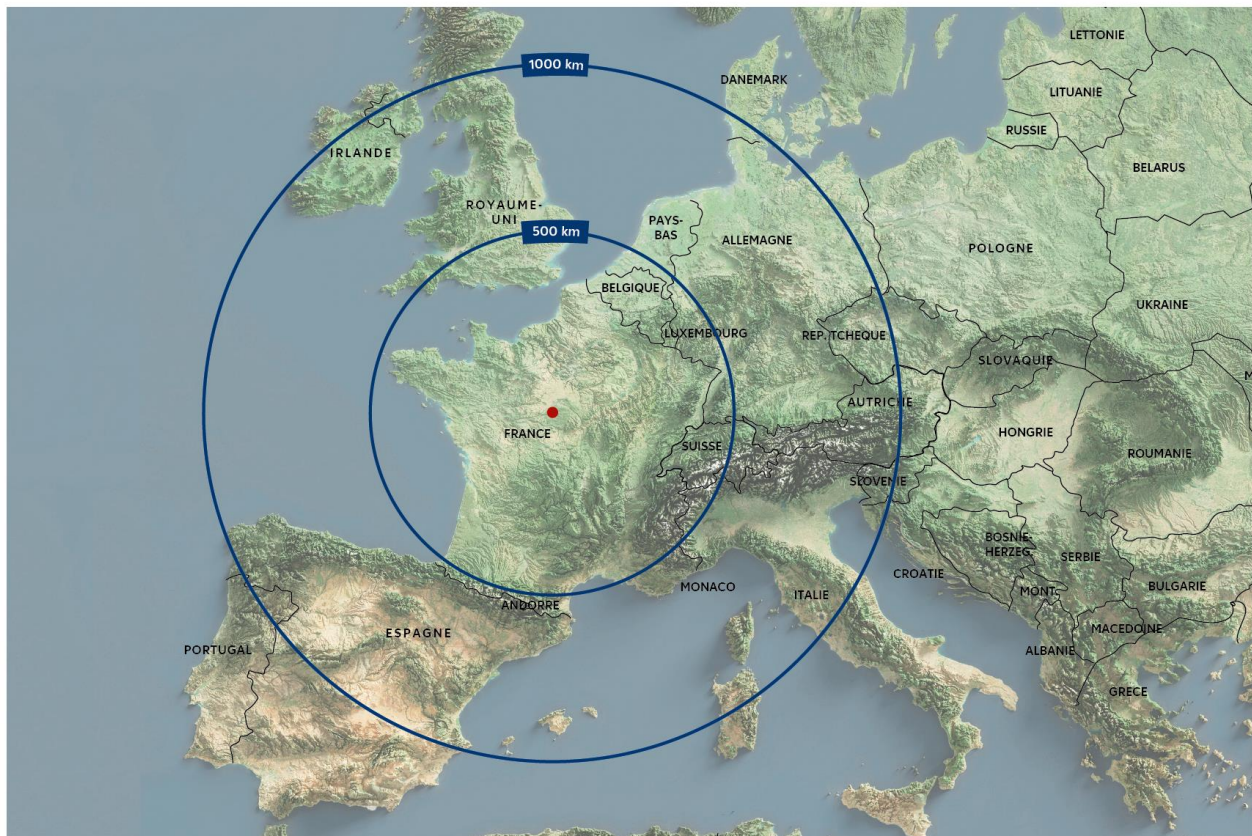 LETTONIE
1000 km
DANEMARK
LITUANIE
RUSSIE
IRLANDE
BELARUS
ROYAUME-
UNI
PAYS-
BAS
500 km
ALLEMAGNE
POLOGNE
BELGIQUE
UKRAINE
LUXEMBOURG
REP. TCHEQUE
SLOVAQUIE
M
AUTRICHE
FRANCE
SUISSE
HONGRIE
ROUMANIE
SLOVENIE
BOSNIE-
HERZEG.
SERBIE
CROATIE
MONACO
ITALIE
MONT.
BULGARIE
ANDORRE
ESPAGNE
MACEDOINE
PORTUGAL
ALBANIE
GRECE